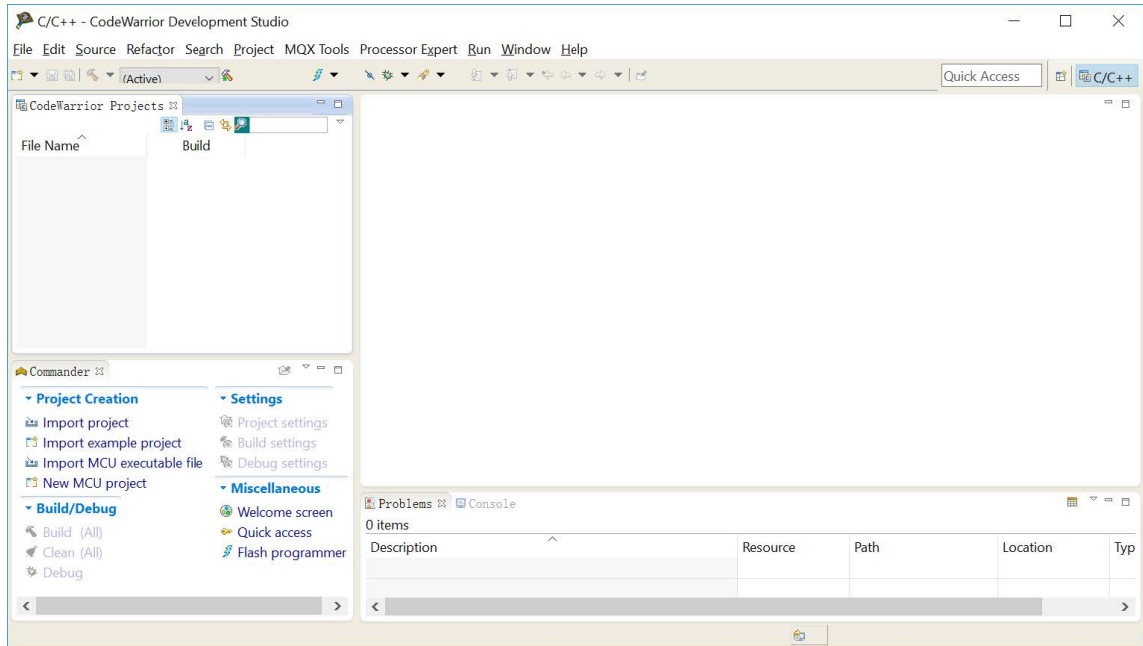 C/C++ - CodeWarrior Development Studio
File Edit Source Refactor Search Project MQX Tools Processor Expert Run Window Help
(Active)
Quick Access
C/C++
CodeWarrior Projects
File Name Build
Commander
Project Creation
Import project
Import example project
Import MCU executable file
New MCU project
Build/Debug
Build (All)
Clean (All)
Debug
Settings
Project settings
Build settings
Debug settings
Miscellaneous
Welcome screen
Quick access
Flash programmer
Problems Console
0 items
Description Resource Path Location Typ